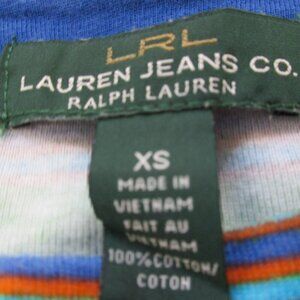 LRL
LAUREN JEANS CO.
RALPH LAUREN
XS
MADE IN
VIETNAM
FAIT AU
VIETNAM
100%COTTON/
COTON